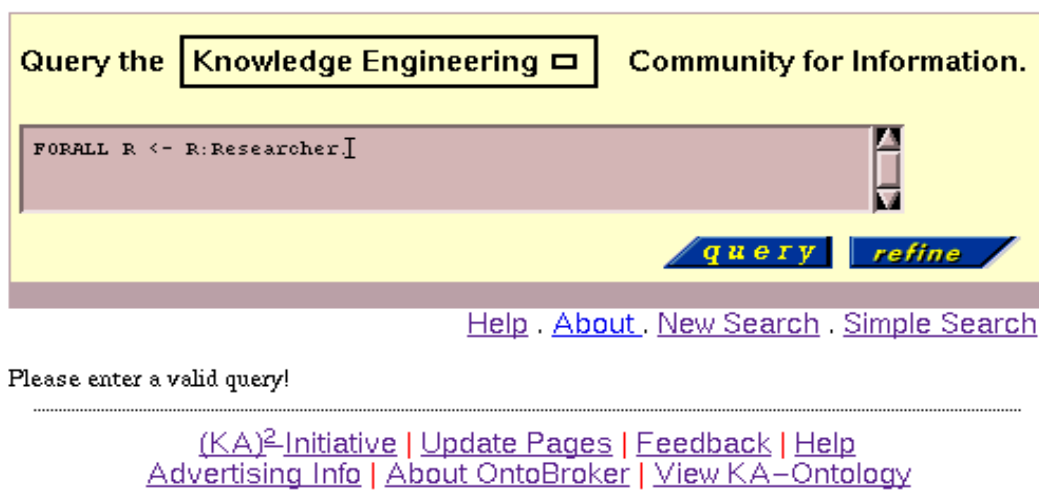 Query the Knowledge Engineering Community for Information.
FORALL R <- R:Researcher.
query refine
Help . About . New Search . Simple Search
Please enter a valid query!
(KA)2 Initiative | Update Pages | Feedback | Help
Advertising Info | About OntoBroker | View KA-Ontology